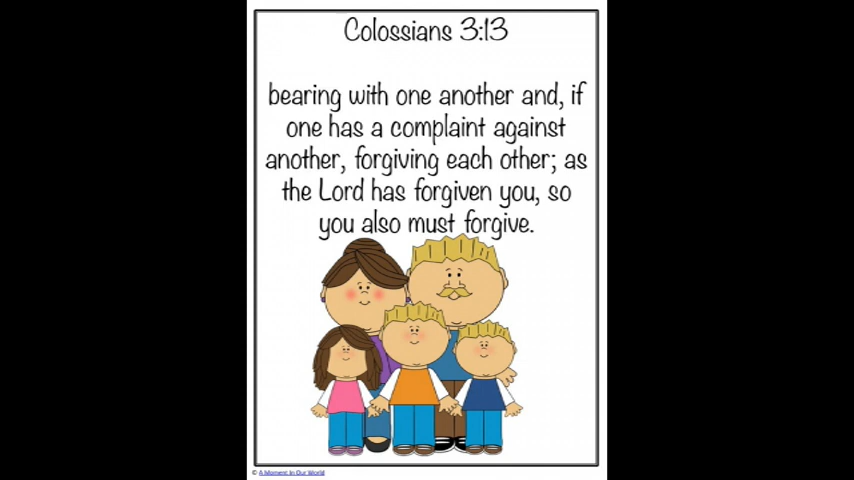 Colossians 3:13
bearing with one another and, if
one has a complaint against
another, forgiving each other; as
the Lord has forgiven you, so
you also must forgive.
© A Moment In Our World